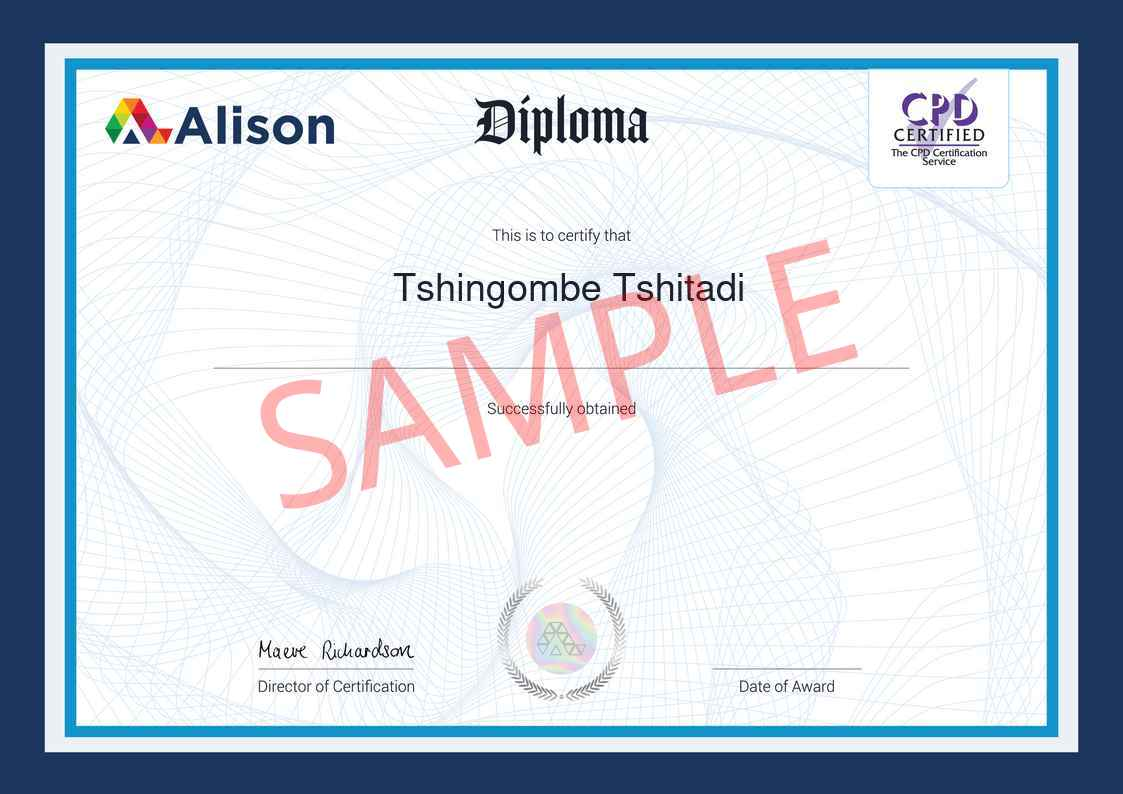 Alison
Diploma
CPD
CERTIFIED
The CPD Certification
Service
This is to certify that
Tshingombe Tshitadi
SAMPLE
Successfully obtained
Maeve Richardson
Director of Certification
Date of Award